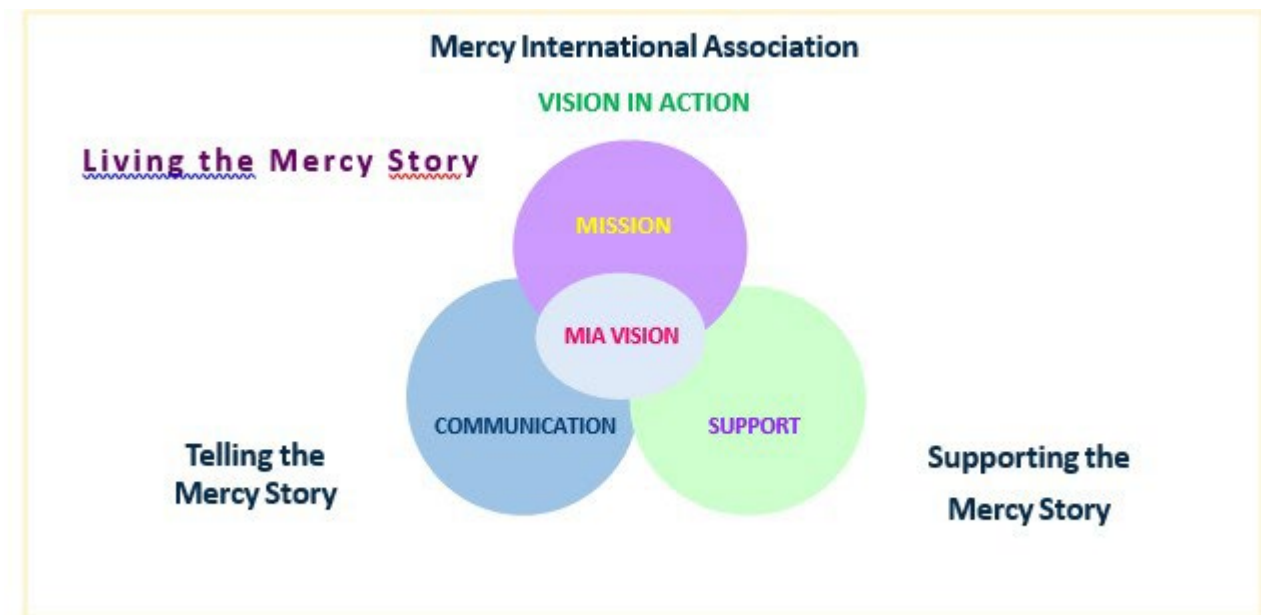 Mercy International Association
VISION IN ACTION
Living the Mercy Story
MISSION
MIA VISION
COMMUNICATION
SUPPORT
Telling the
Mercy Story
Supporting the
Mercy Story